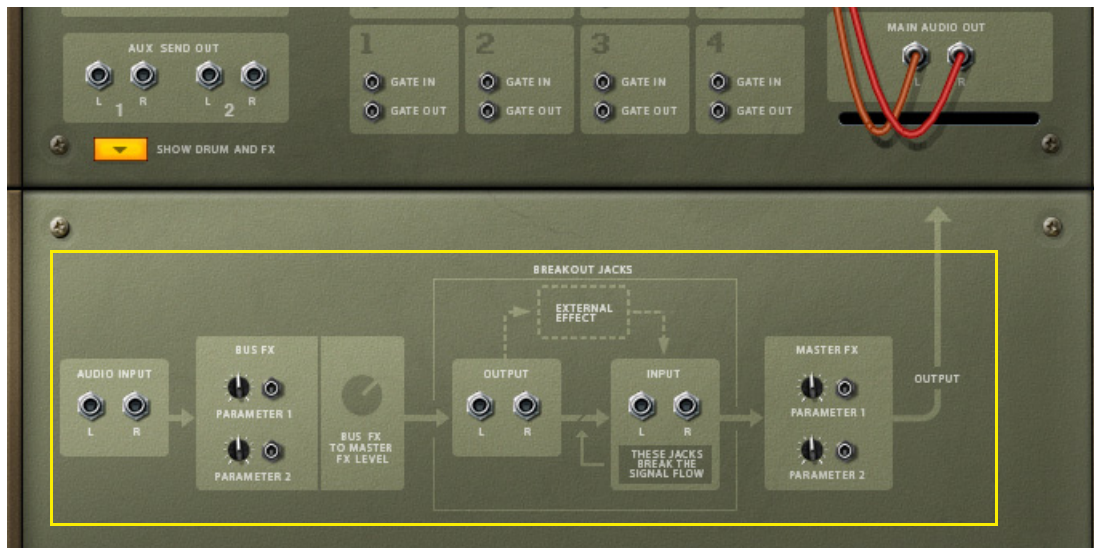 AUX SEND OUT
L R L R
1 2
SHOW DRUM AND FX
1 2 3 4
GATE IN GATE IN GATE IN GATE IN
GATE OUT GATE OUT GATE OUT GATE OUT
MAIN AUDIO OUT
L R
BREAKOUT JACKS
EXTERNAL
EFFECT
AUDIO INPUT
L R
BUS FX
PARAMETER 1
PARAMETER 2
BUS FX
TO MASTER
FX LEVEL
OUTPUT
L R
INPUT
L R
THESE JACKS
BREAK THE
SIGNAL FLOW
MASTER FX
PARAMETER 1
PARAMETER 2
OUTPUT